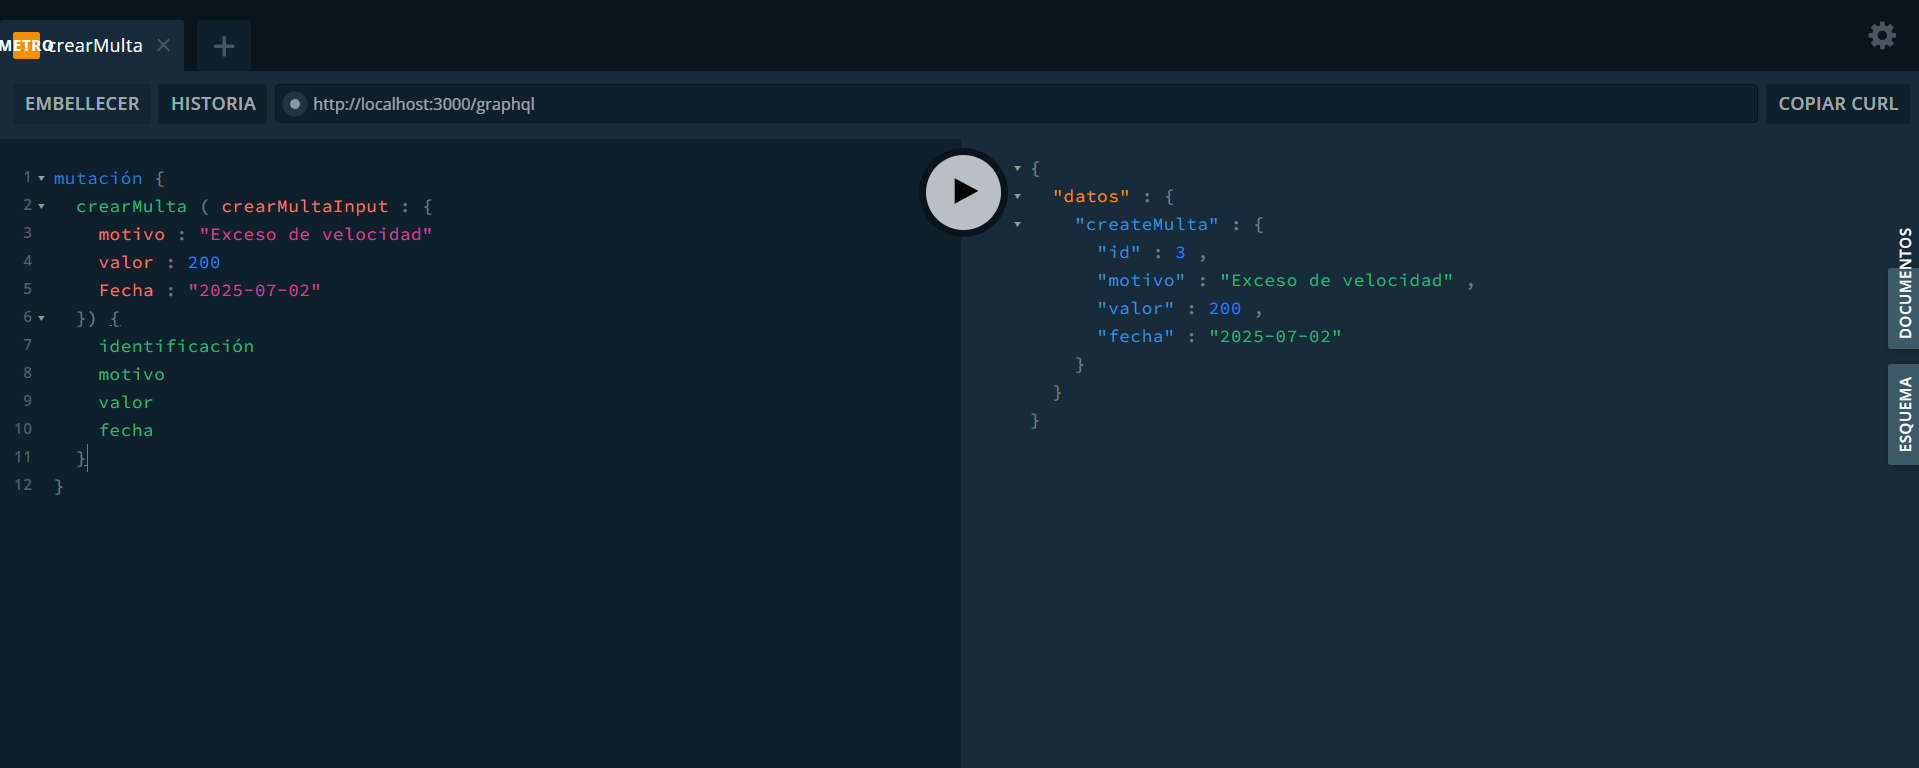 METRO crearMulta
EMBELLECER HISTORIA http://localhost:3000/graphql COPIAR CURL
1 mutación {
2 crearMulta ( crearMultaInput : {
3 motivo : "Exceso de velocidad"
4 valor : 200
5 Fecha : "2025-07-02"
6 }) {
7 identificación
8 motivo
9 valor
10 fecha
11 }
12 }
{
"datos" : {
"createMulta" : {
"id" : 3 ,
"motivo" : "Exceso de velocidad" ,
"valor" : 200 ,
"fecha" : "2025-07-02"
}
}
}
DOCUMENTOS
ESQUEMA